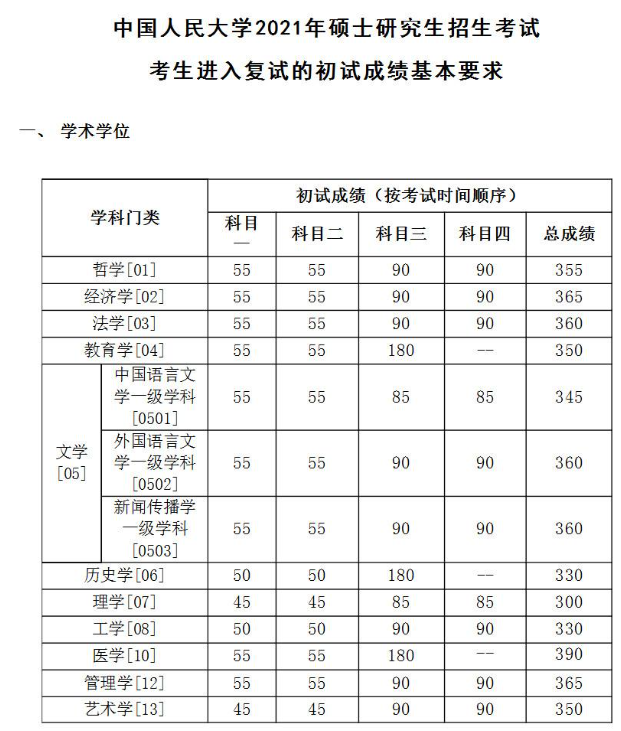 中国人民大学2021年硕士研究生招生考试
考生进入复试的初试成绩基本要求
一、 学术学位
学科门类 初试成绩（按考试时间顺序）
科目一 科目二 科目三 科目四 总成绩
哲学[01] 55 55 90 90 355
经济学[02] 55 55 90 90 365
法学[03] 55 55 90 90 360
教育学[04] 55 55 180 -- 350
文学[05]
中国语言文学一级学科[0501] 55 55 85 85 345
外国语言文学一级学科[0502] 55 55 90 90 360
新闻传播学一级学科[0503] 55 55 90 90 360
历史学[06] 50 50 180 -- 330
理学[07] 45 45 85 85 300
工学[08] 50 50 90 90 330
医学[10] 55 55 180 -- 390
管理学[12] 55 55 90 90 365
艺术学[13] 45 45 90 90 350